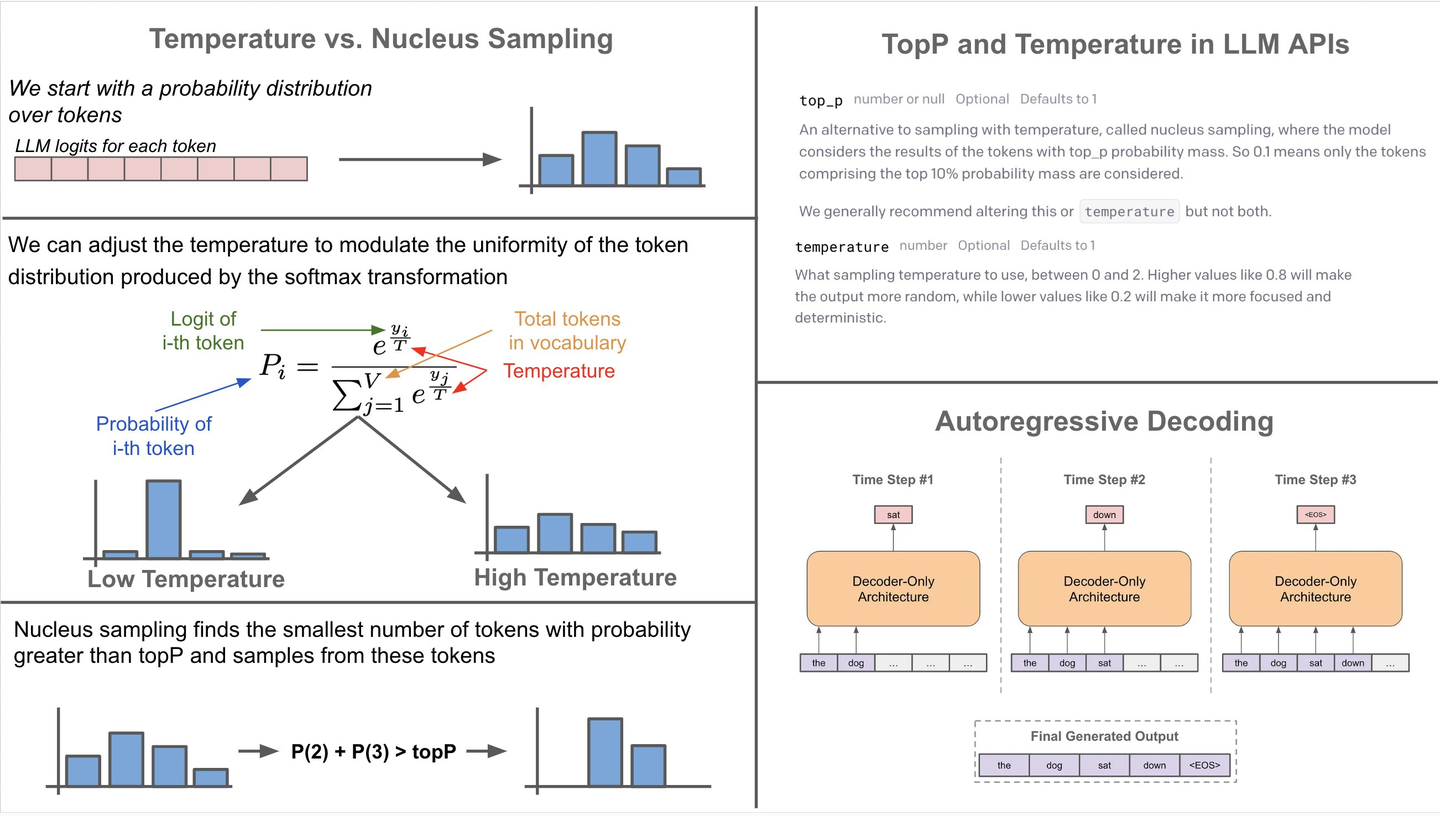 Temperature vs. Nucleus Sampling
We start with a probability distribution
over tokens
LLM logits for each token
We can adjust the temperature to modulate the uniformity of the token
distribution produced by the softmax transformation
Logit of
i-th token
Total tokens
in vocabulary
Temperature
Probability of
i-th token
P_i = \frac{e^{\frac{y_i}{T}}}{\sum_{j=1}^{V} e^{\frac{y_j}{T}}}
Low Temperature
High Temperature
Nucleus sampling finds the smallest number of tokens with probability
greater than topP and samples from these tokens
P(2) + P(3) > topP
TopP and Temperature in LLM APIs
top_p number or null Optional Defaults to 1
An alternative to sampling with temperature, called nucleus sampling, where the model
considers the results of the tokens with top_p probability mass. So 0.1 means only the tokens
comprising the top 10% probability mass are considered.
We generally recommend altering this or temperature but not both.
temperature number Optional Defaults to 1
What sampling temperature to use, between 0 and 2. Higher values like 0.8 will make
the output more random, while lower values like 0.2 will make it more focused and
deterministic.
Autoregressive Decoding
Time Step #1
sat
Decoder-Only
Architecture
the dog ... ... ...
Time Step #2
down
Decoder-Only
Architecture
the dog sat ... ...
Time Step #3
<EOS>
Decoder-Only
Architecture
the dog sat down ...
Final Generated Output
the dog sat down <EOS>